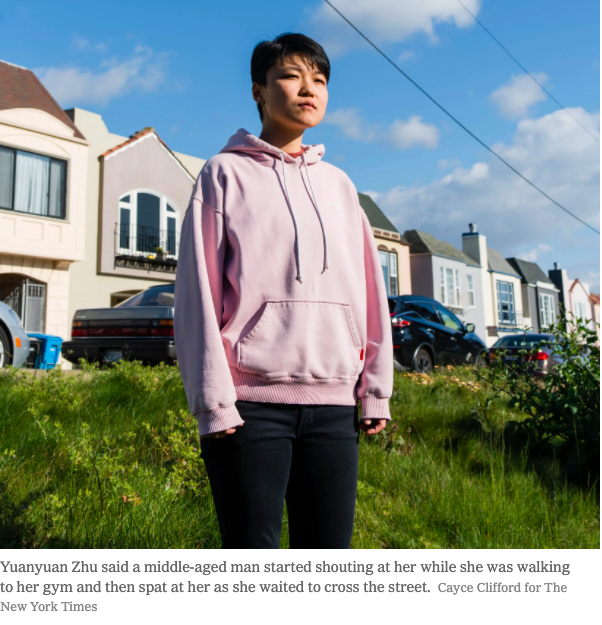 Yuanyuan Zhu said a middle-aged man started shouting at her while she was walking
to her gym and then spat at her as she waited to cross the street. Cayce Clifford for The
New York Times